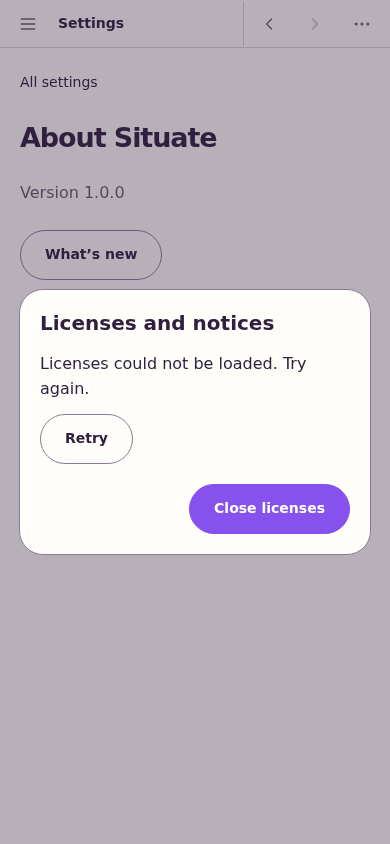 Settings
All settings
About Situate
Version 1.0.0
What’s new
Licenses and notices
Licenses could not be loaded. Try
again.
Retry
Close licenses